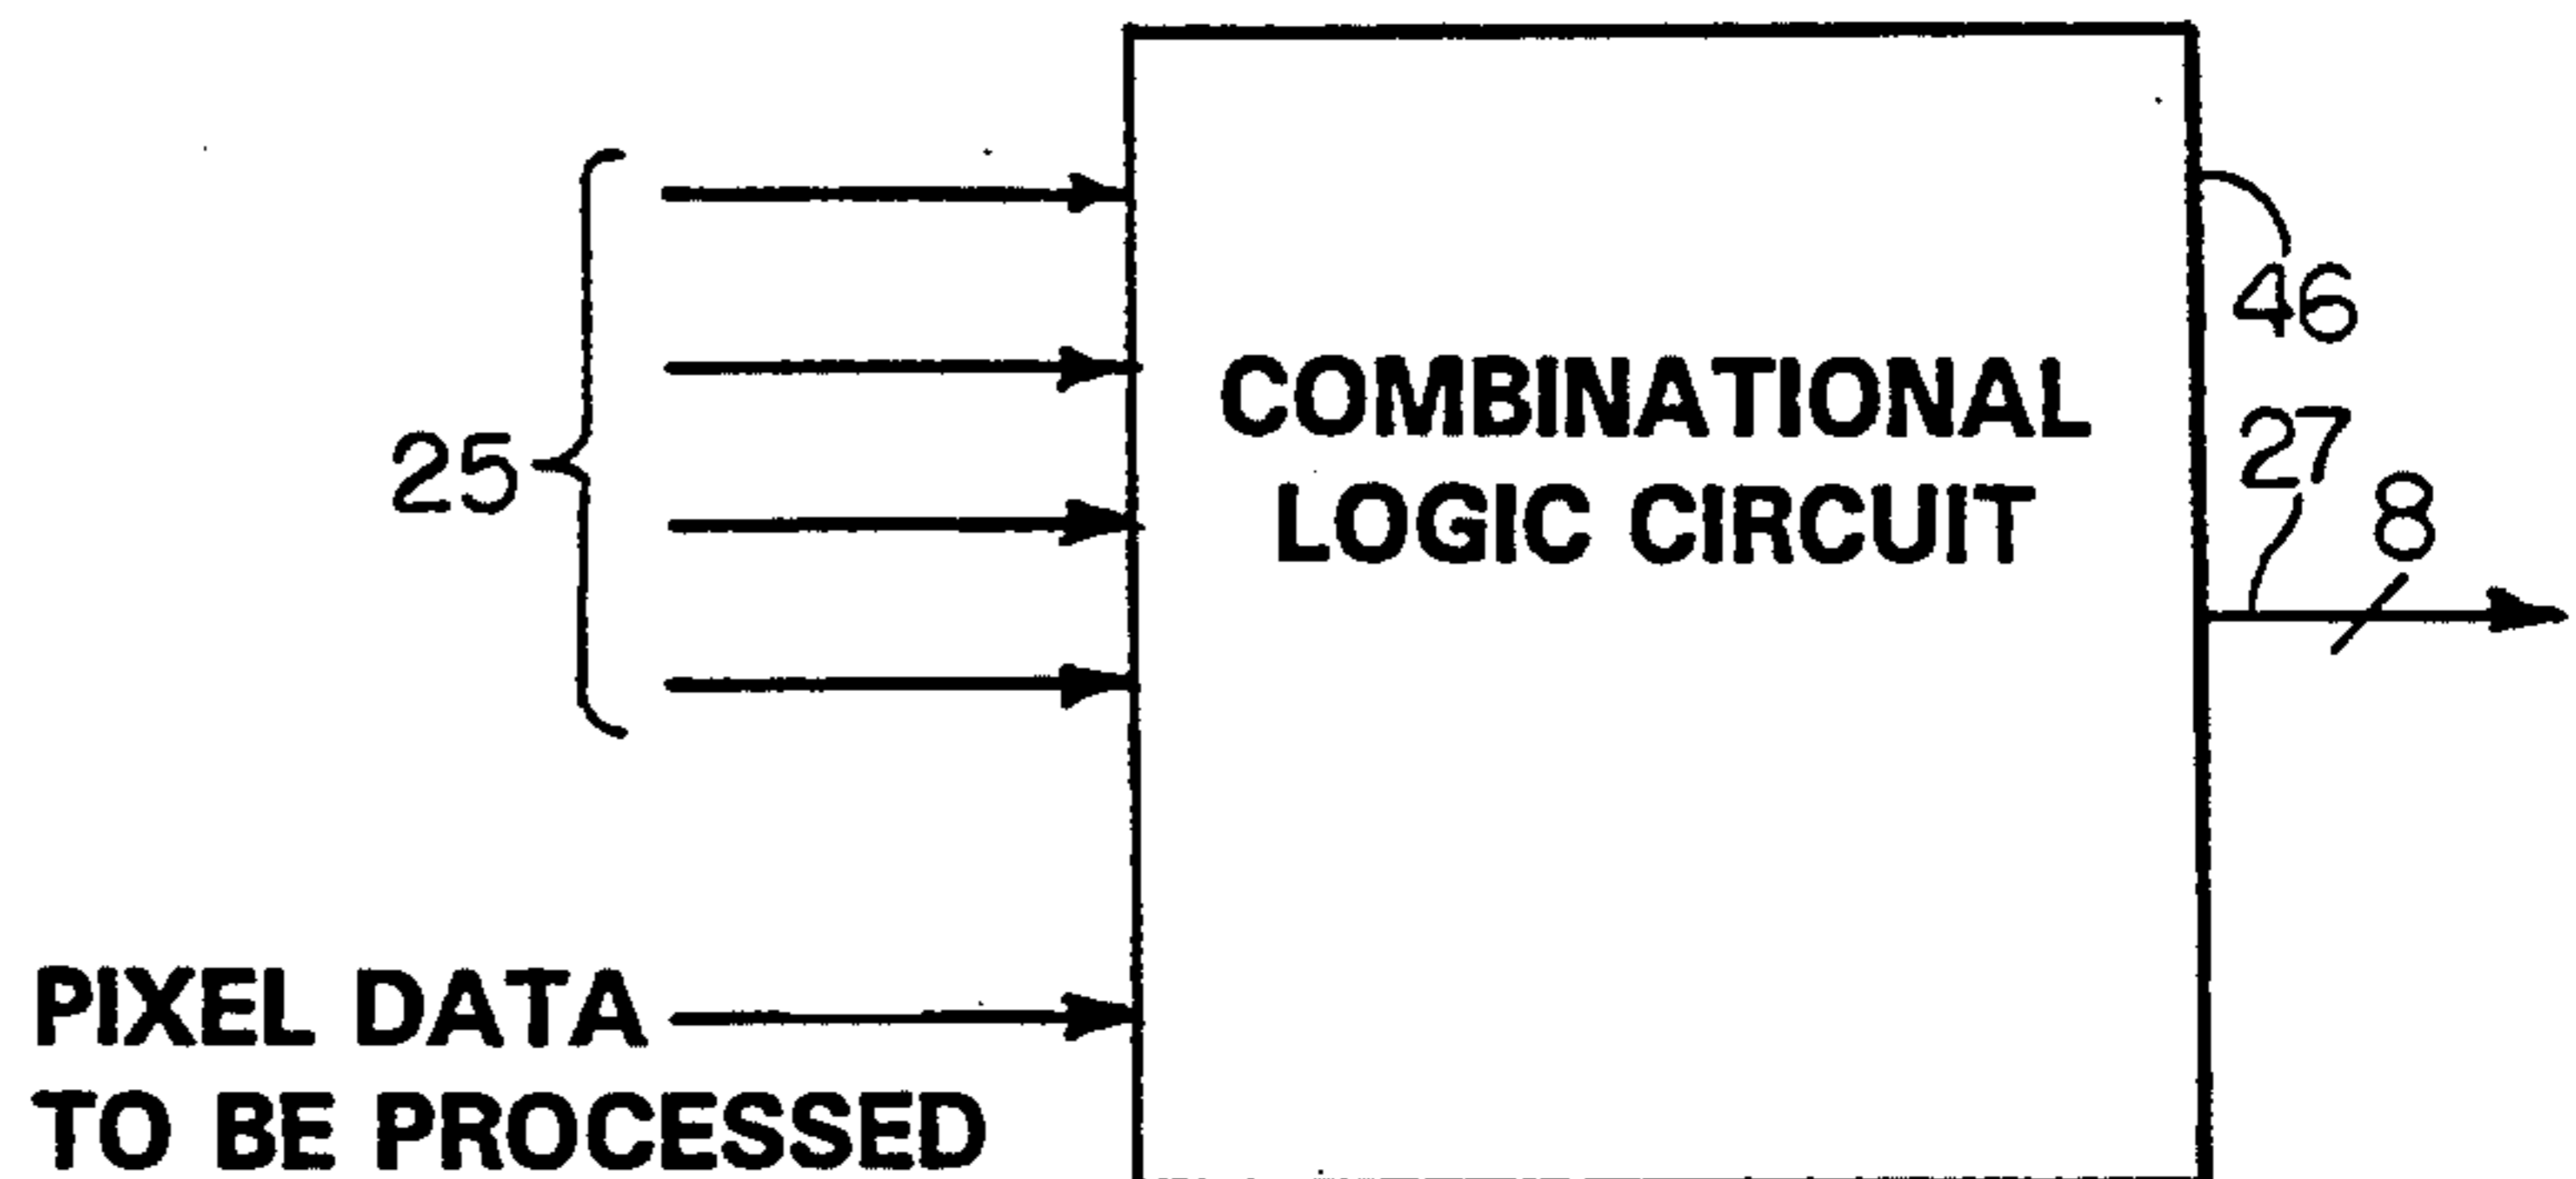 COMBINATIONAL
LOGIC CIRCUIT
46
27
8
25
PIXEL DATA
TO BE PROCESSED